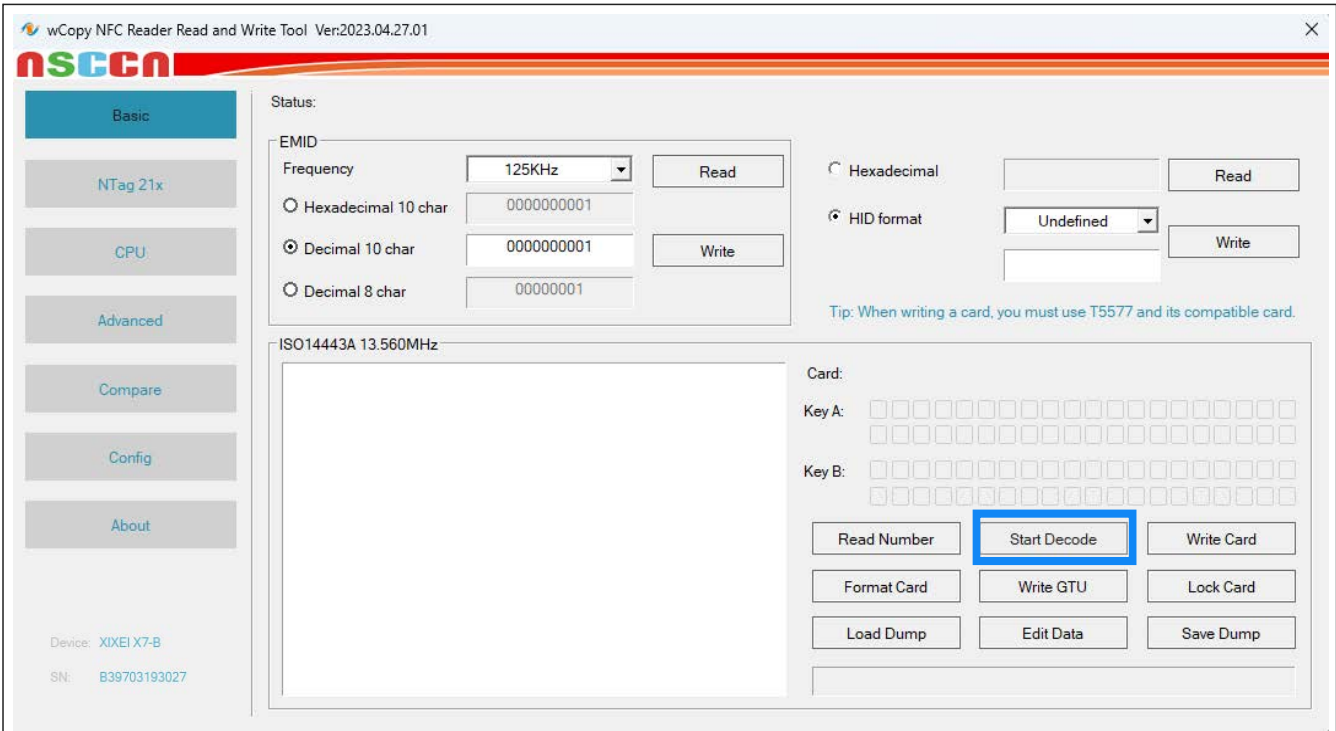 wCopy NFC Reader Read and Write Tool Ver:2023.04.27.01
nsccn
Basic
NTag 21x
CPU
Advanced
Compare
Config
About
Device: XIXEI X7-B
SN: B39703193027
Status:
EMID
Frequency 125KHz Read
Hexadecimal 10 char 0000000001
Decimal 10 char 0000000001 Write
Decimal 8 char 00000001
Hexadecimal Read
HID format Undefined
Write
Tip: When writing a card, you must use T5577 and its compatible card.
ISO14443A 13.560MHz
Card:
Key A:
Key B:
Read Number Start Decode Write Card
Format Card Write GTU Lock Card
Load Dump Edit Data Save Dump